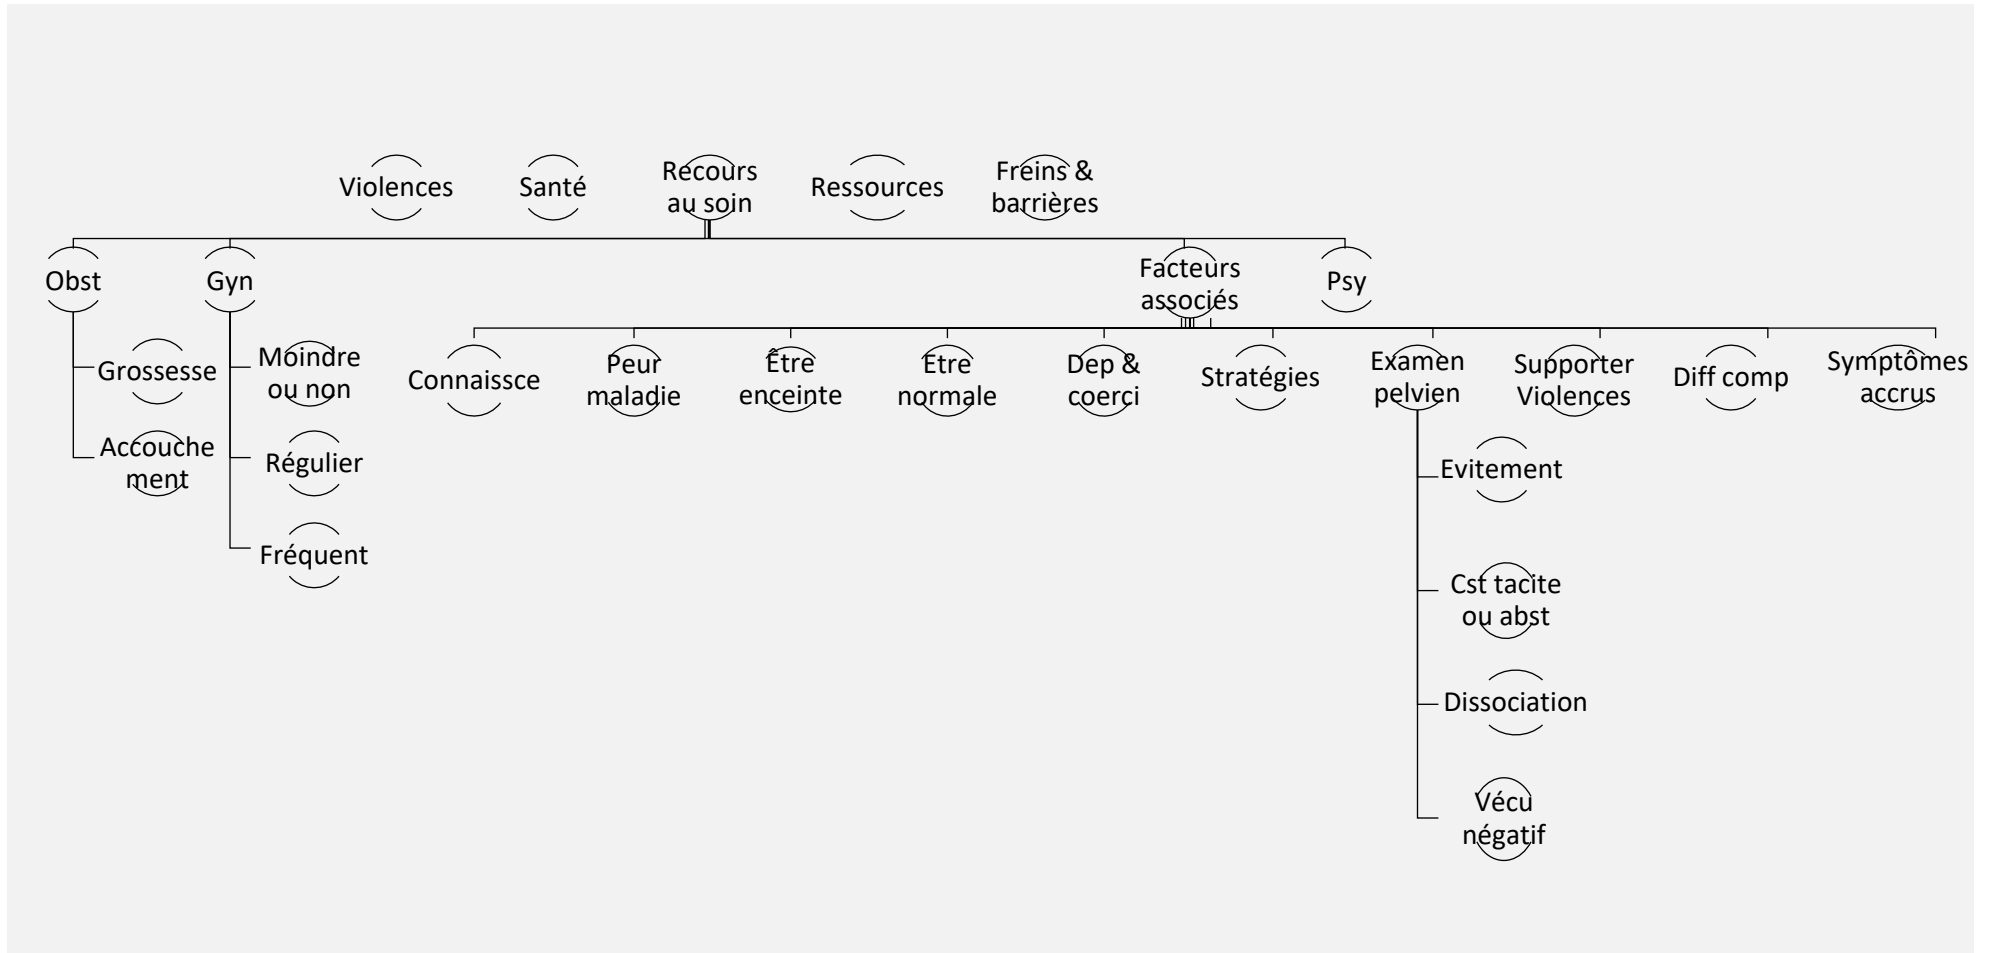 Violences
Santé
Recours
au soin
Ressources
Freins &
barrières
Obst
Gyn
Facteurs
associés
Psy
Grossesse
Accouche
ment
Moindre
ou non
Régulier
Fréquent
Connaissce
Peur
maladie
Être
enceinte
Etre
normale
Dep &
coerci
Stratégies
Examen
pelvien
Supporter
Violences
Diff comp
Symptômes
accrus
Evitement
Cst tacite
ou abst
Dissociation
Vécu
négatif